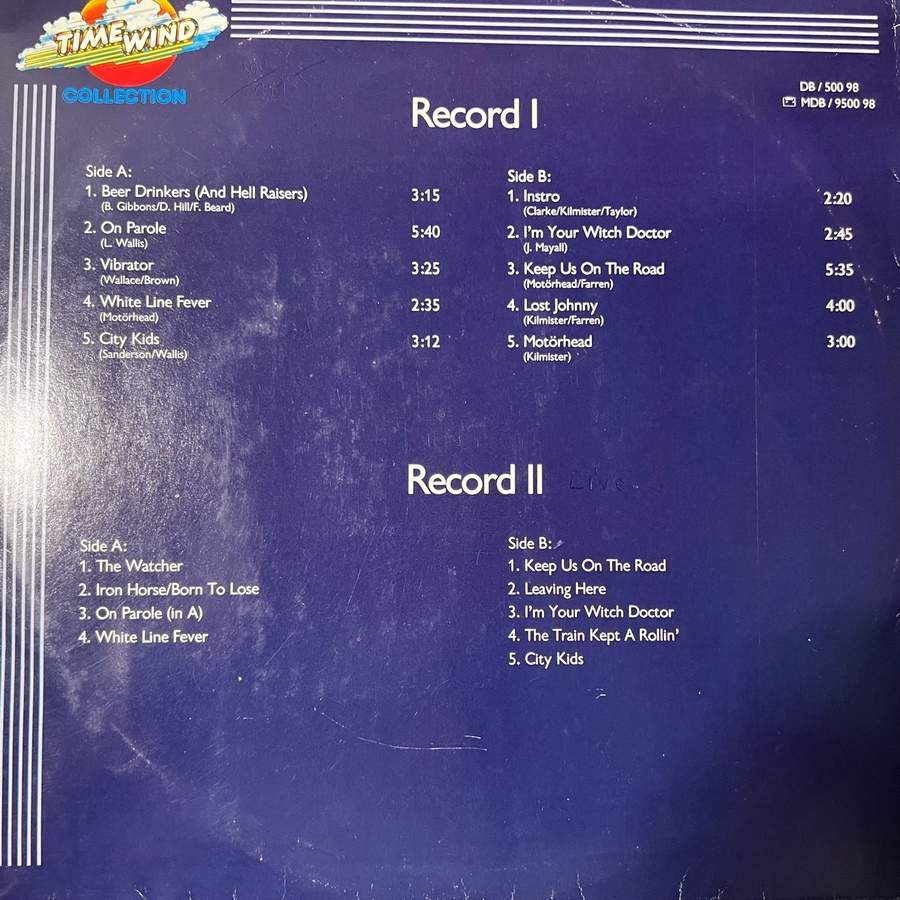 TIMEWIND
COLLECTION
DB / 500 98
MDB / 9500 98
Record I
Side A:
1. Beer Drinkers (And Hell Raisers) 3:15
(B. Gibbons/D. Hill/F. Beard)
2. On Parole 5:40
(L. Wallis)
3. Vibrator 3:25
(Wallace/Brown)
4. White Line Fever 2:35
(Motörhead)
5. City Kids 3:12
(Sanderson/Wallis)
Side B:
1. Instro 2:20
(Clarke/Kilmister/Taylor)
2. I'm Your Witch Doctor 2:45
(J. Mayall)
3. Keep Us On The Road 5:35
(Motörhead/Farren)
4. Lost Johnny 4:00
(Kilmister/Farren)
5. Motörhead 3:00
(Kilmister)
Record II Live
Side A:
1. The Watcher
2. Iron Horse/Born To Lose
3. On Parole (in A)
4. White Line Fever
Side B:
1. Keep Us On The Road
2. Leaving Here
3. I'm Your Witch Doctor
4. The Train Kept A Rollin'
5. City Kids